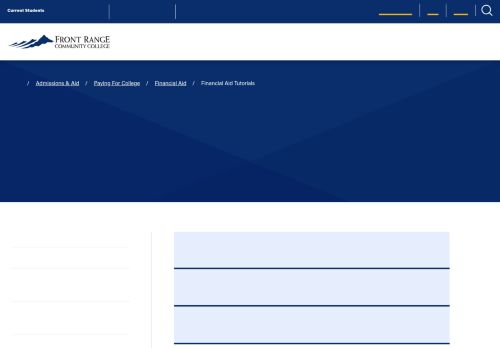 Current Students
FRONT RANGE
COMMUNITY COLLEGE
/ Admissions & Aid / Paying For College / Financial Aid / Financial Aid Tutorials